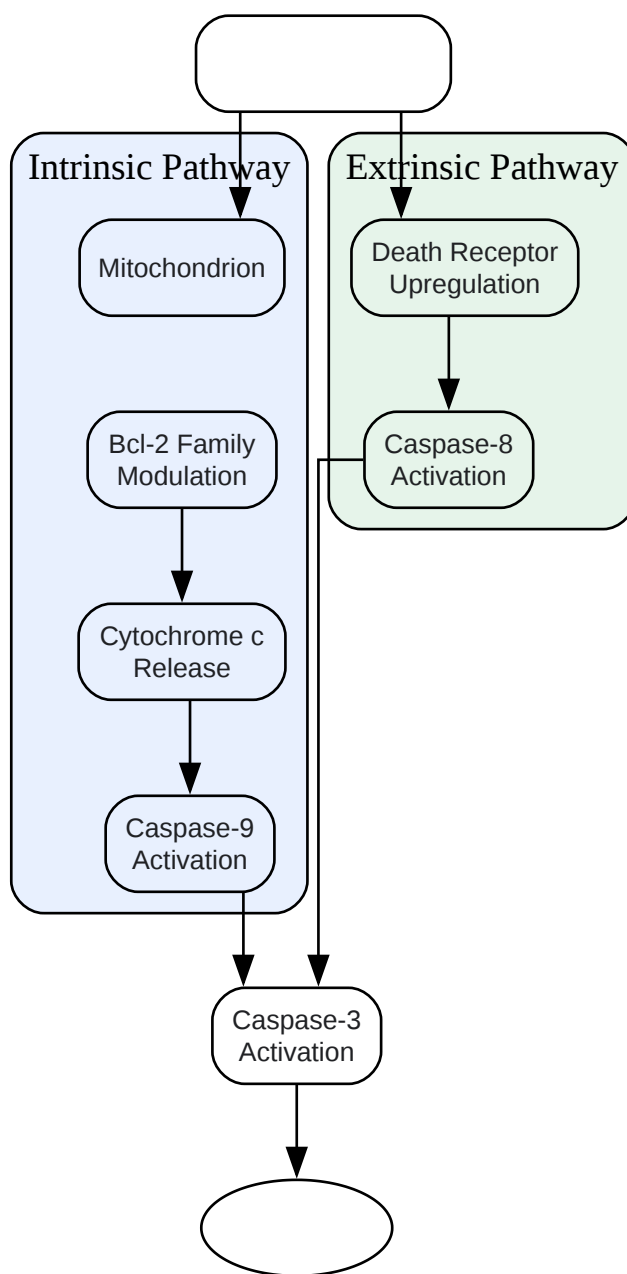 Intrinsic Pathway
Extrinsic Pathway
Mitochondrion
Death Receptor
Upregulation
Bcl-2 Family
Modulation
Caspase-8
Activation
Cytochrome c
Release
Caspase-9
Activation
Caspase-3
Activation